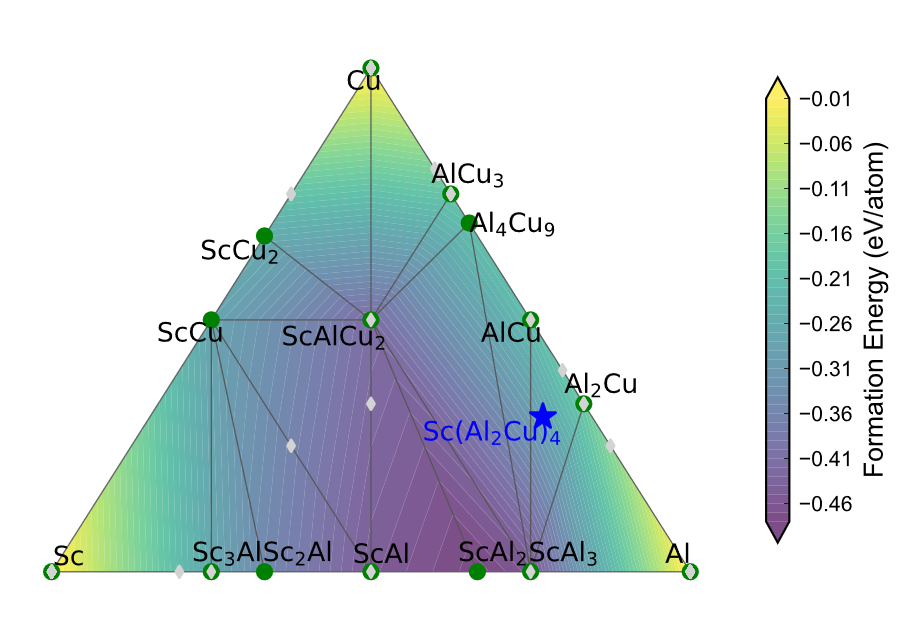 Cu
AlCu₃
Al₄Cu₉
ScCu₂
ScCu
ScAlCu₂
AlCu
Al₂Cu
Sc(Al₂Cu)₄
Sc
Sc₃Al
Sc₂Al
ScAl
ScAl₂
ScAl₃
Al
−0.01
−0.06
−0.11
−0.16
−0.21
−0.26
−0.31
−0.36
−0.41
−0.46
Formation Energy (eV/atom)